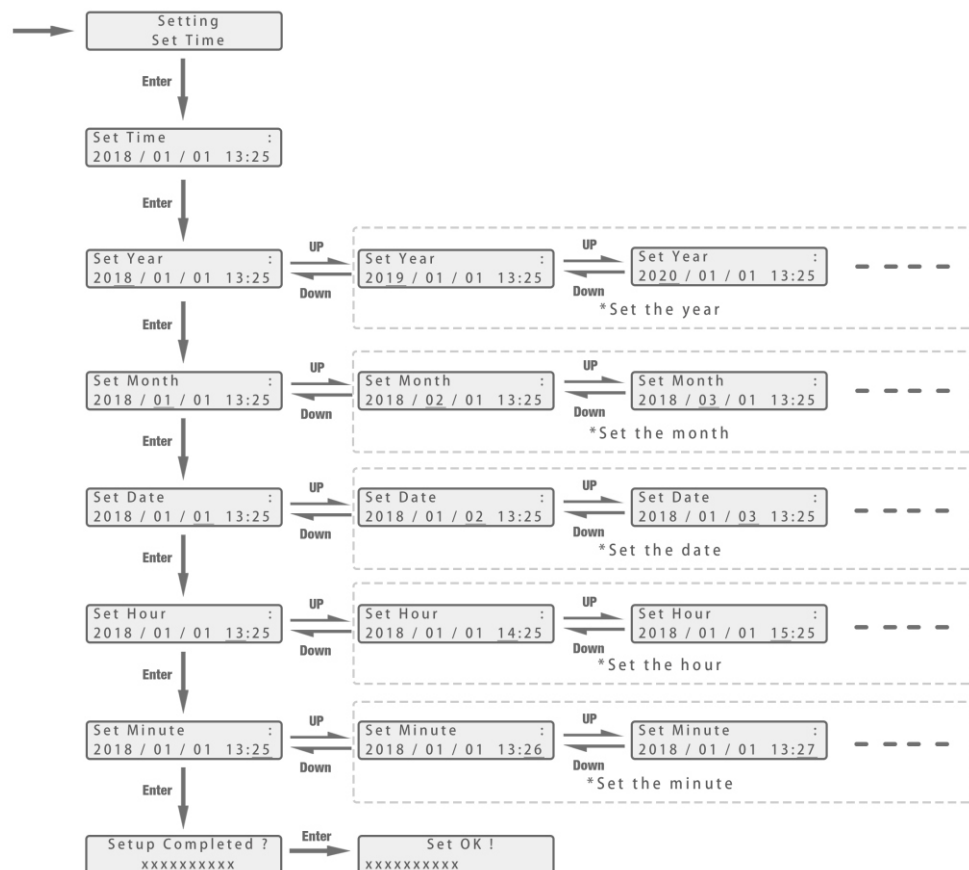 Setting
Set Time
Enter
Set Time :
2018 / 01 / 01 13:25
Enter
Set Year :
2018 / 01 / 01 13:25
UP
Down
Set Year :
2019 / 01 / 01 13:25
UP
Down
Set Year :
2020 / 01 / 01 13:25
*Set the year
Enter
Set Month :
2018 / 01 / 01 13:25
UP
Down
Set Month :
2018 / 02 / 01 13:25
UP
Down
Set Month :
2018 / 03 / 01 13:25
*Set the month
Enter
Set Date :
2018 / 01 / 01 13:25
UP
Down
Set Date :
2018 / 01 / 02 13:25
UP
Down
Set Date :
2018 / 01 / 03 13:25
*Set the date
Enter
Set Hour :
2018 / 01 / 01 13:25
UP
Down
Set Hour :
2018 / 01 / 01 14:25
UP
Down
Set Hour :
2018 / 01 / 01 15:25
*Set the hour
Enter
Set Minute :
2018 / 01 / 01 13:25
UP
Down
Set Minute :
2018 / 01 / 01 13:26
UP
Down
Set Minute :
2018 / 01 / 01 13:27
*Set the minute
Enter
Setup Completed ?
xxxxxxxxxx
Enter
Set OK !
xxxxxxxxxx